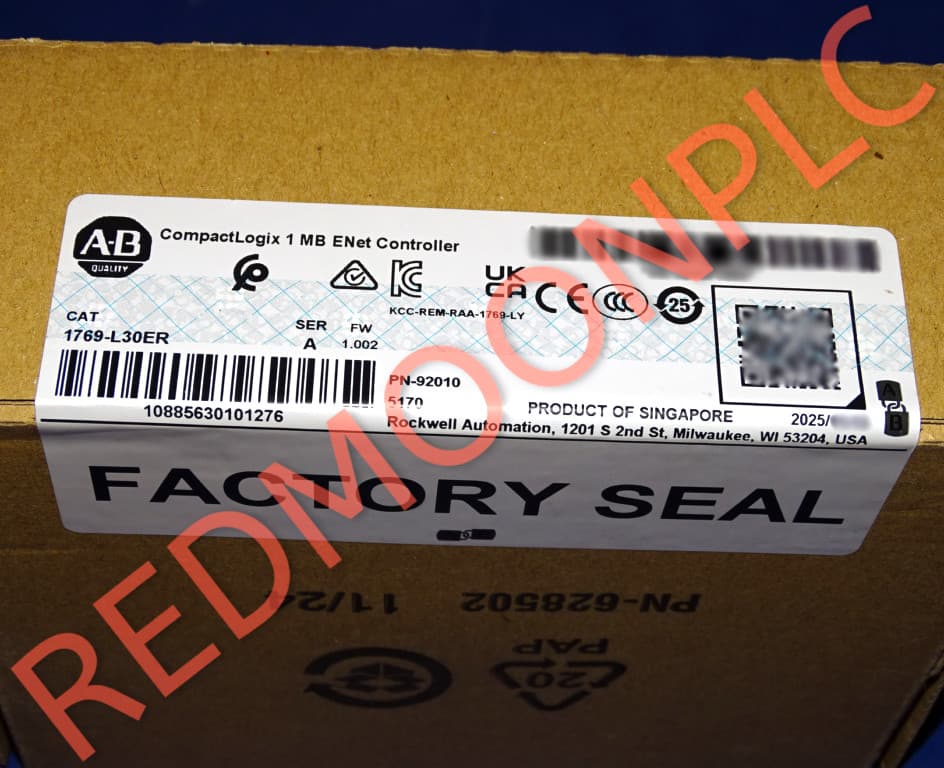 A·B
QUALITY
CompactLogix 1 MB ENet Controller
UK
CA CE CCC 25
KCC-REM-RAA-1769-LY
CAT
1769-L30ER
SER
A
FW
1.002
PN-92010
5170
10885630101276
PRODUCT OF SINGAPORE
2025/
Rockwell Automation, 1201 S 2nd St, Milwaukee, WI 53204, USA
A
B
FACTORY SEAL
PN-628502 11/24
PAP
20
REDMOONPLC